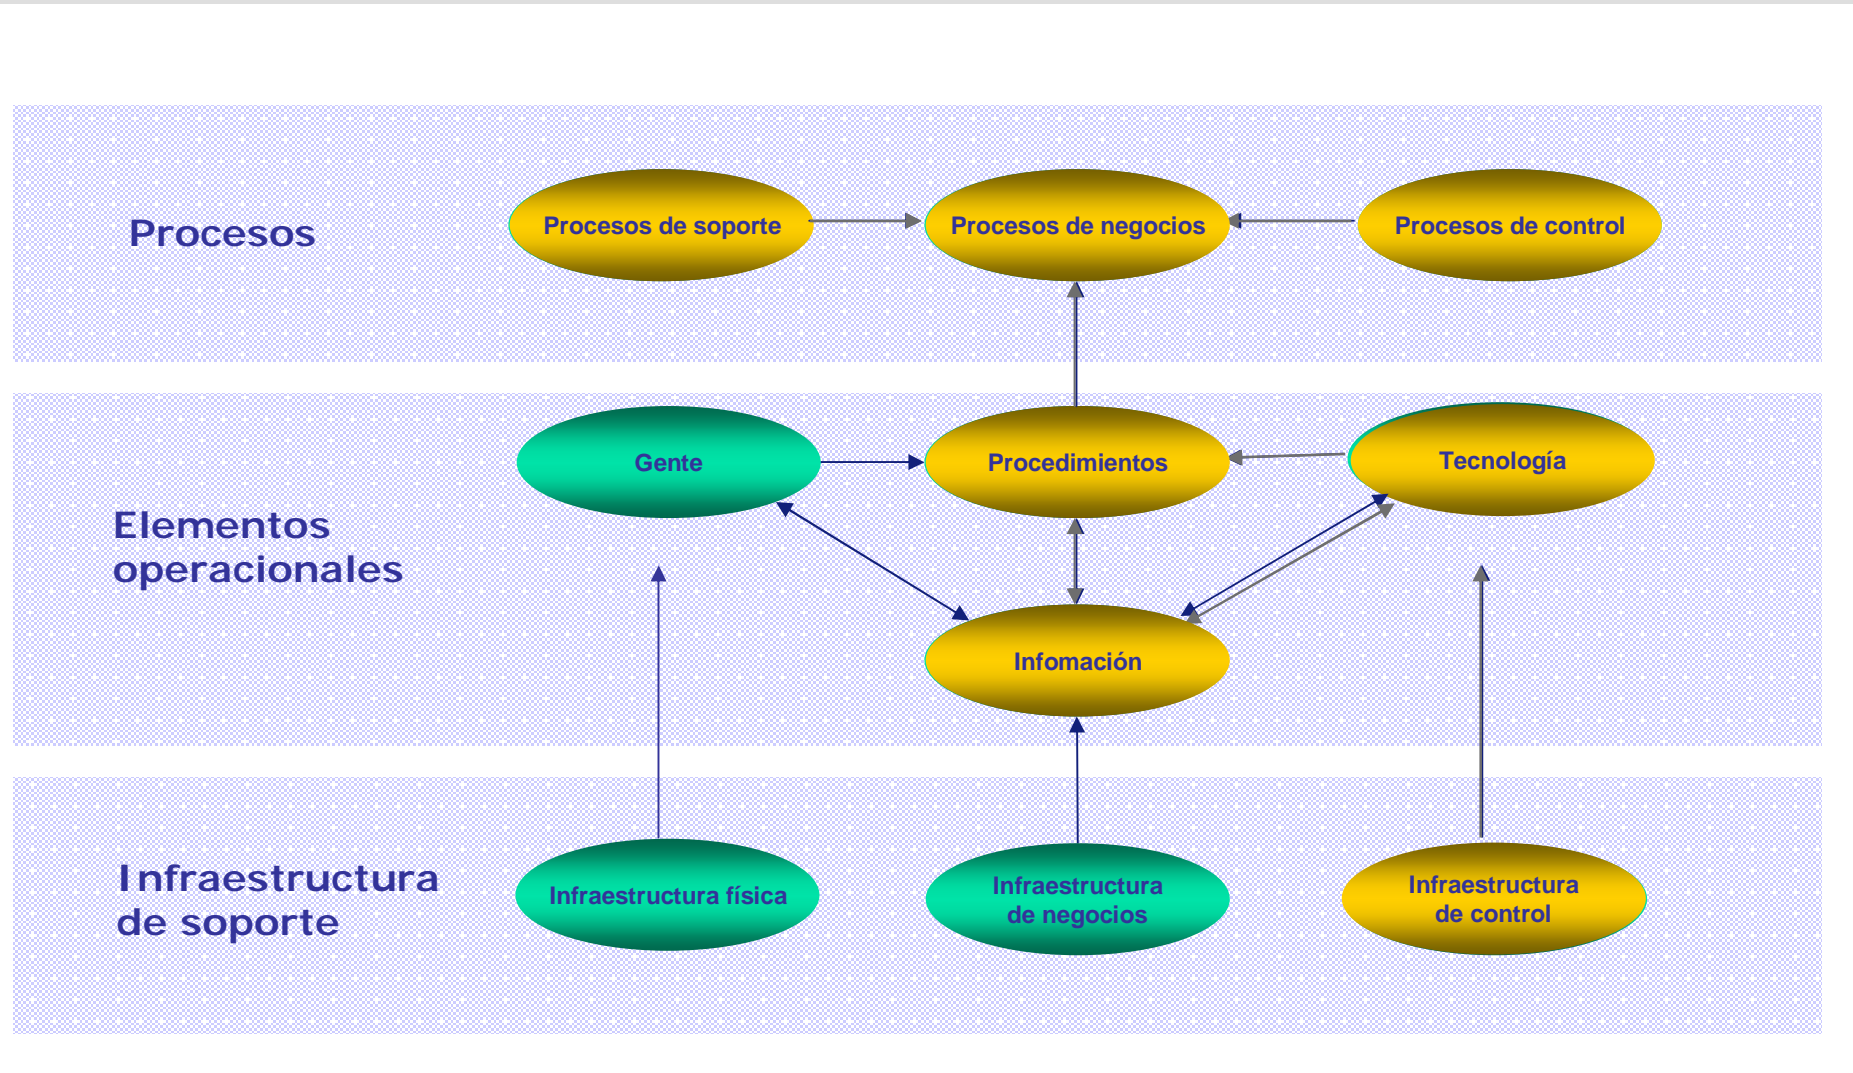 Procesos
Procesos de soporte
Procesos de negocios
Procesos de control
Elementos
operacionales
Gente
Procedimientos
Tecnología
Infomación
Infraestructura
de soporte
Infraestructura física
Infraestructura
de negocios
Infraestructura
de control